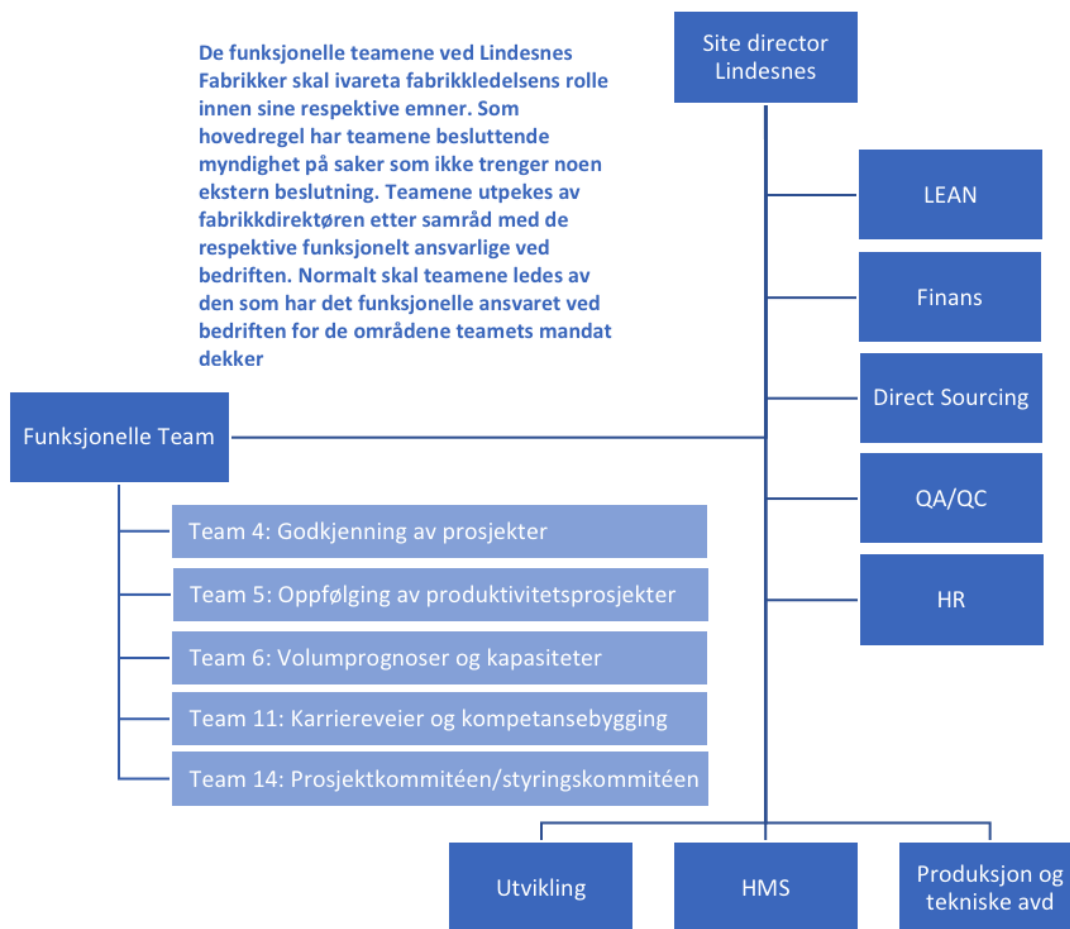 De funksjonelle teamene ved Lindesnes
Fabrikker skal ivareta fabrikkledelsens rolle
innen sine respektive emner. Som
hovedregel har teamene besluttende
myndighet på saker som ikke trenger noen
ekstern beslutning. Teamene utpekes av
fabrikkdirektøren etter samråd med de
respektive funksjonelt ansvarlige ved
bedriften. Normalt skal teamene ledes av
den som har det funksjonelle ansvaret ved
bedriften for de områdene teamets mandat
dekker
Site director
Lindesnes
LEAN
Finans
Direct Sourcing
QA/QC
HR
Funksjonelle Team
Team 4: Godkjenning av prosjekter
Team 5: Oppfølging av produktivitetsprosjekter
Team 6: Volumprognoser og kapasiteter
Team 11: Karriereveier og kompetansebygging
Team 14: Prosjektkommitéen/styringskommitéen
Utvikling
HMS
Produksjon og
tekniske avd